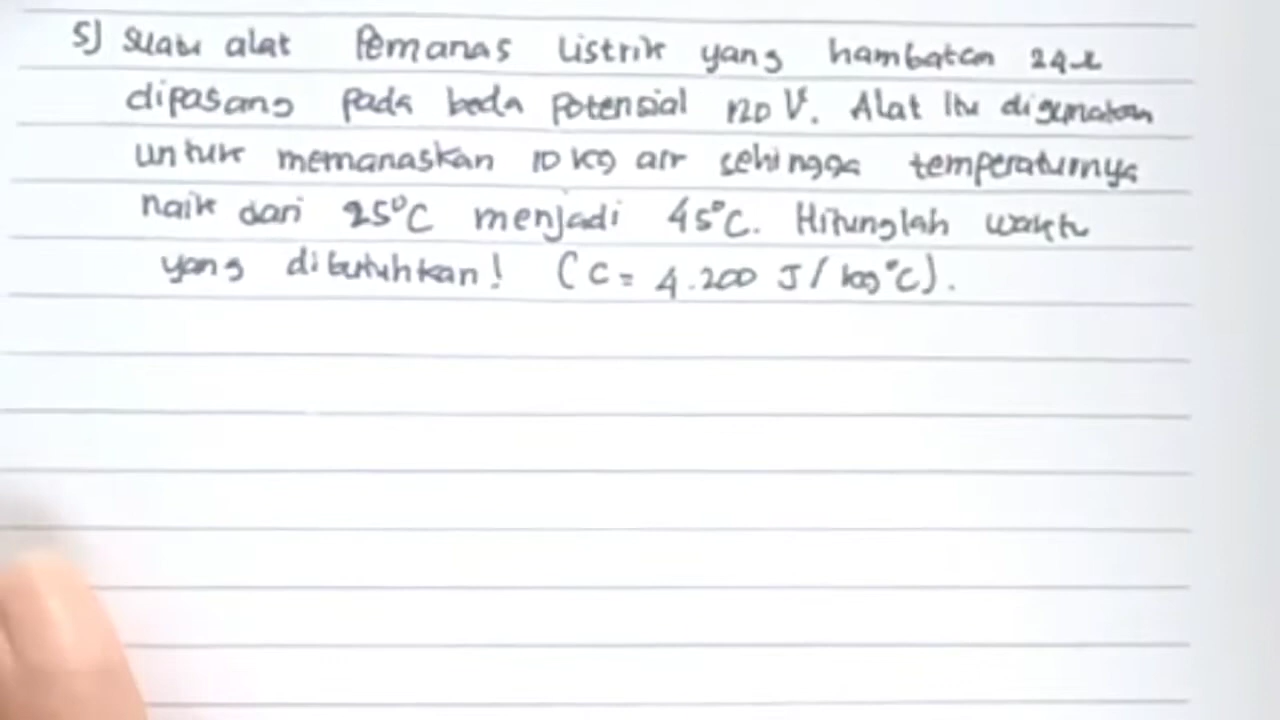 5) Suatu alat Pemanas listrik yang hambatan 24 Ω
dipasang pada beda Potensial 120 V. Alat Itu digunakan
untuk memanaskan 10 kg air sehingga temperaturnya
naik dari 25°C menjadi 45°C. Hitunglah waktu
yang dibutuhkan! (C = 4.200 J/kg°C).